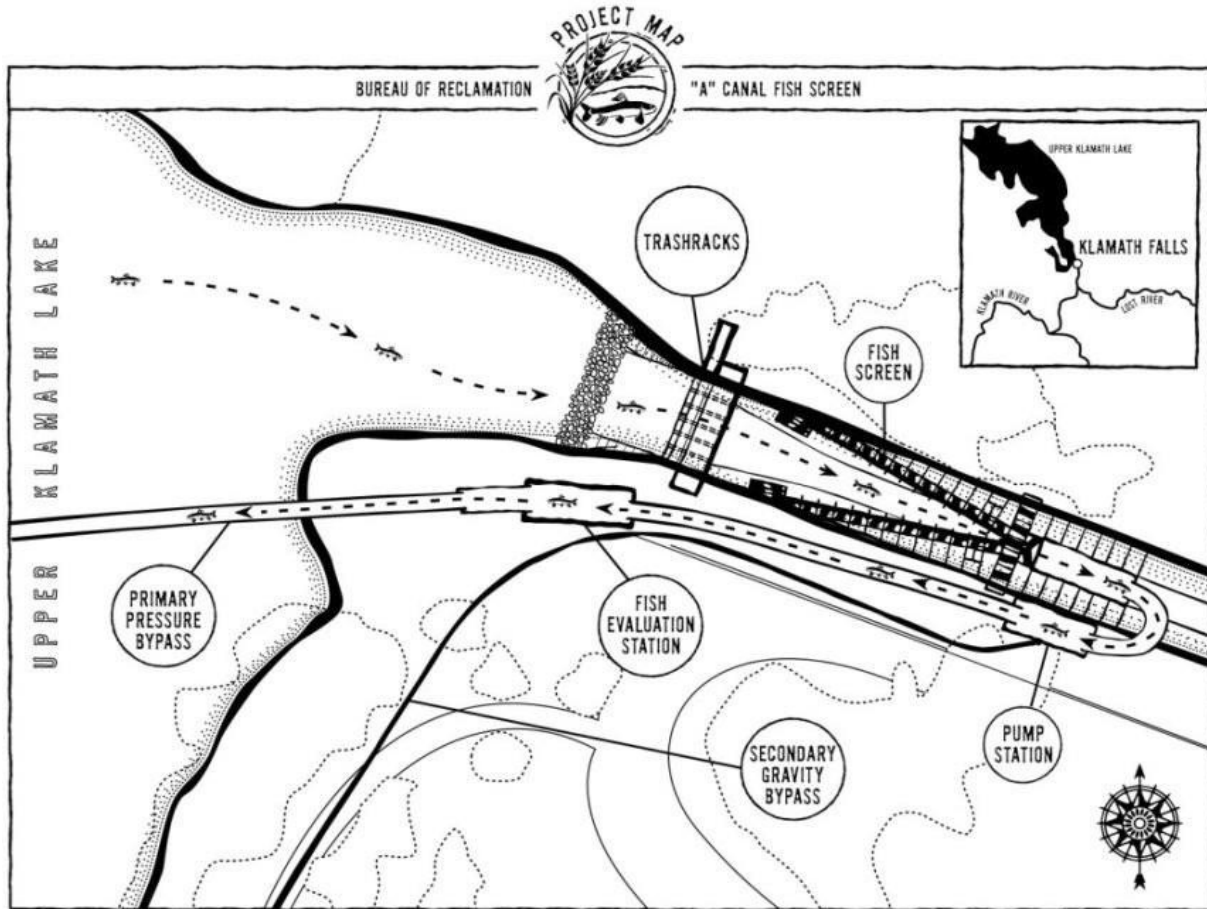 PROJECT MAP
BUREAU OF RECLAMATION
"A" CANAL FISH SCREEN
UPPER KLAMATH LAKE
KLAMATH FALLS
KLAMATH RIVER
LOST RIVER
TRASHRACKS
FISH
SCREEN
UPPER KLAMATH LAKE
PRIMARY
PRESSURE
BYPASS
FISH
EVALUATION
STATION
SECONDARY
GRAVITY
BYPASS
PUMP
STATION